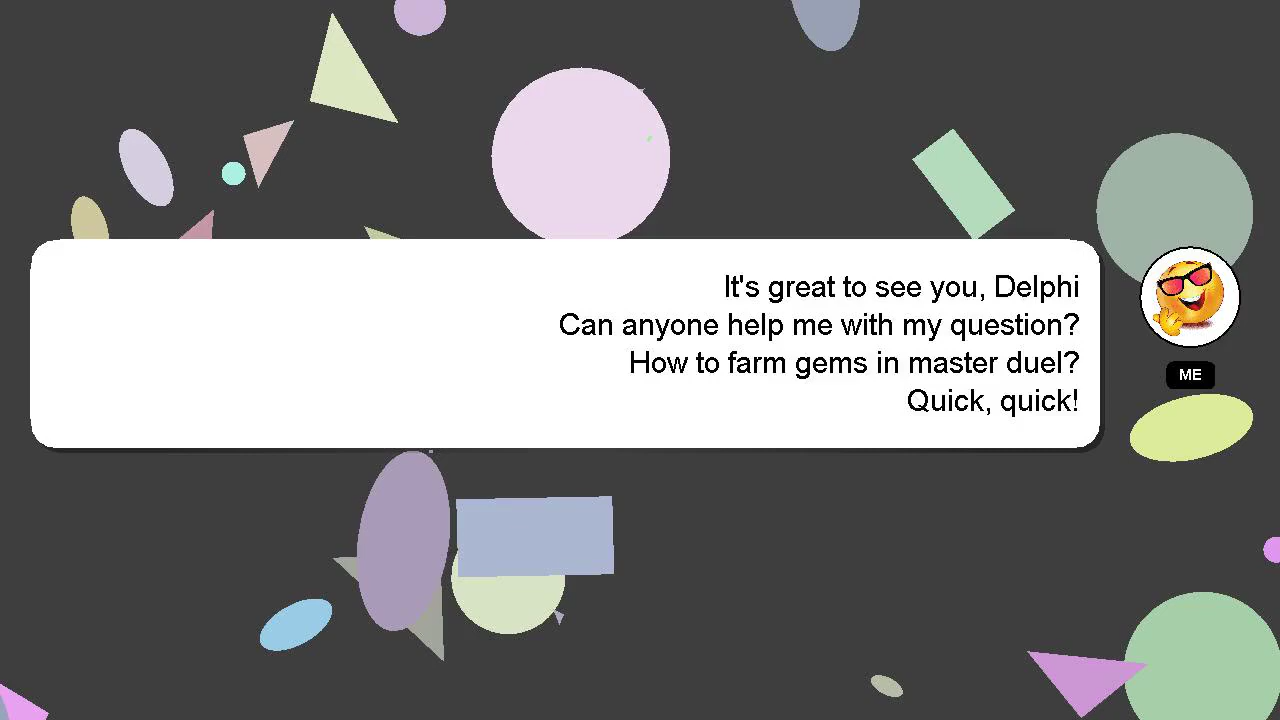 It's great to see you, Delphi
Can anyone help me with my question?
How to farm gems in master duel?
Quick, quick!
ME